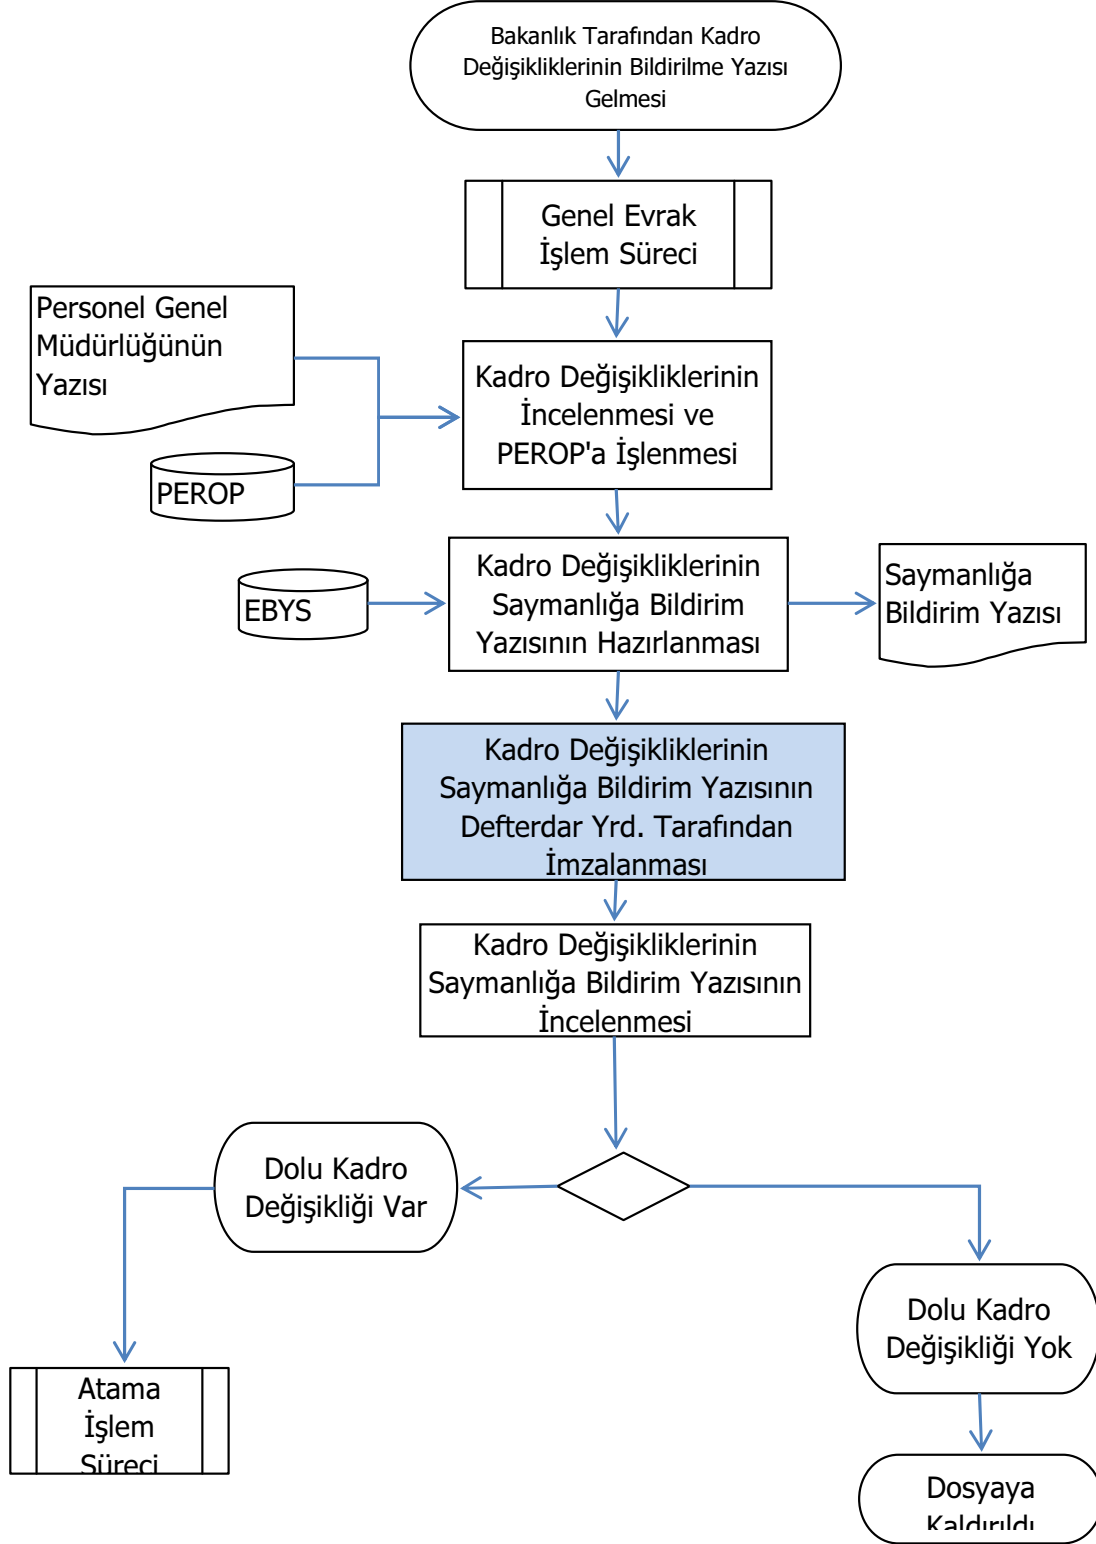 Bakanlık Tarafından Kadro
Değişikliklerinin Bildirilme Yazısı
Gelmesi
Genel Evrak
İşlem Süreci
Personel Genel
Müdürlüğünün
Yazısı
PEROP
Kadro Değişikliklerinin
İncelenmesi ve
PEROP'a İşlenmesi
EBYS
Kadro Değişikliklerinin
Saymanlığa Bildirim
Yazısının Hazırlanması
Saymanlığa
Bildirim Yazısı
Kadro Değişikliklerinin
Saymanlığa Bildirim Yazısının
Defterdar Yrd. Tarafından
İmzalanması
Kadro Değişikliklerinin
Saymanlığa Bildirim Yazısının
İncelenmesi
Dolu Kadro
Değişikliği Var
Dolu Kadro
Değişikliği Yok
Atama
İşlem
Süreci
Dosyaya
Kaldırıldı